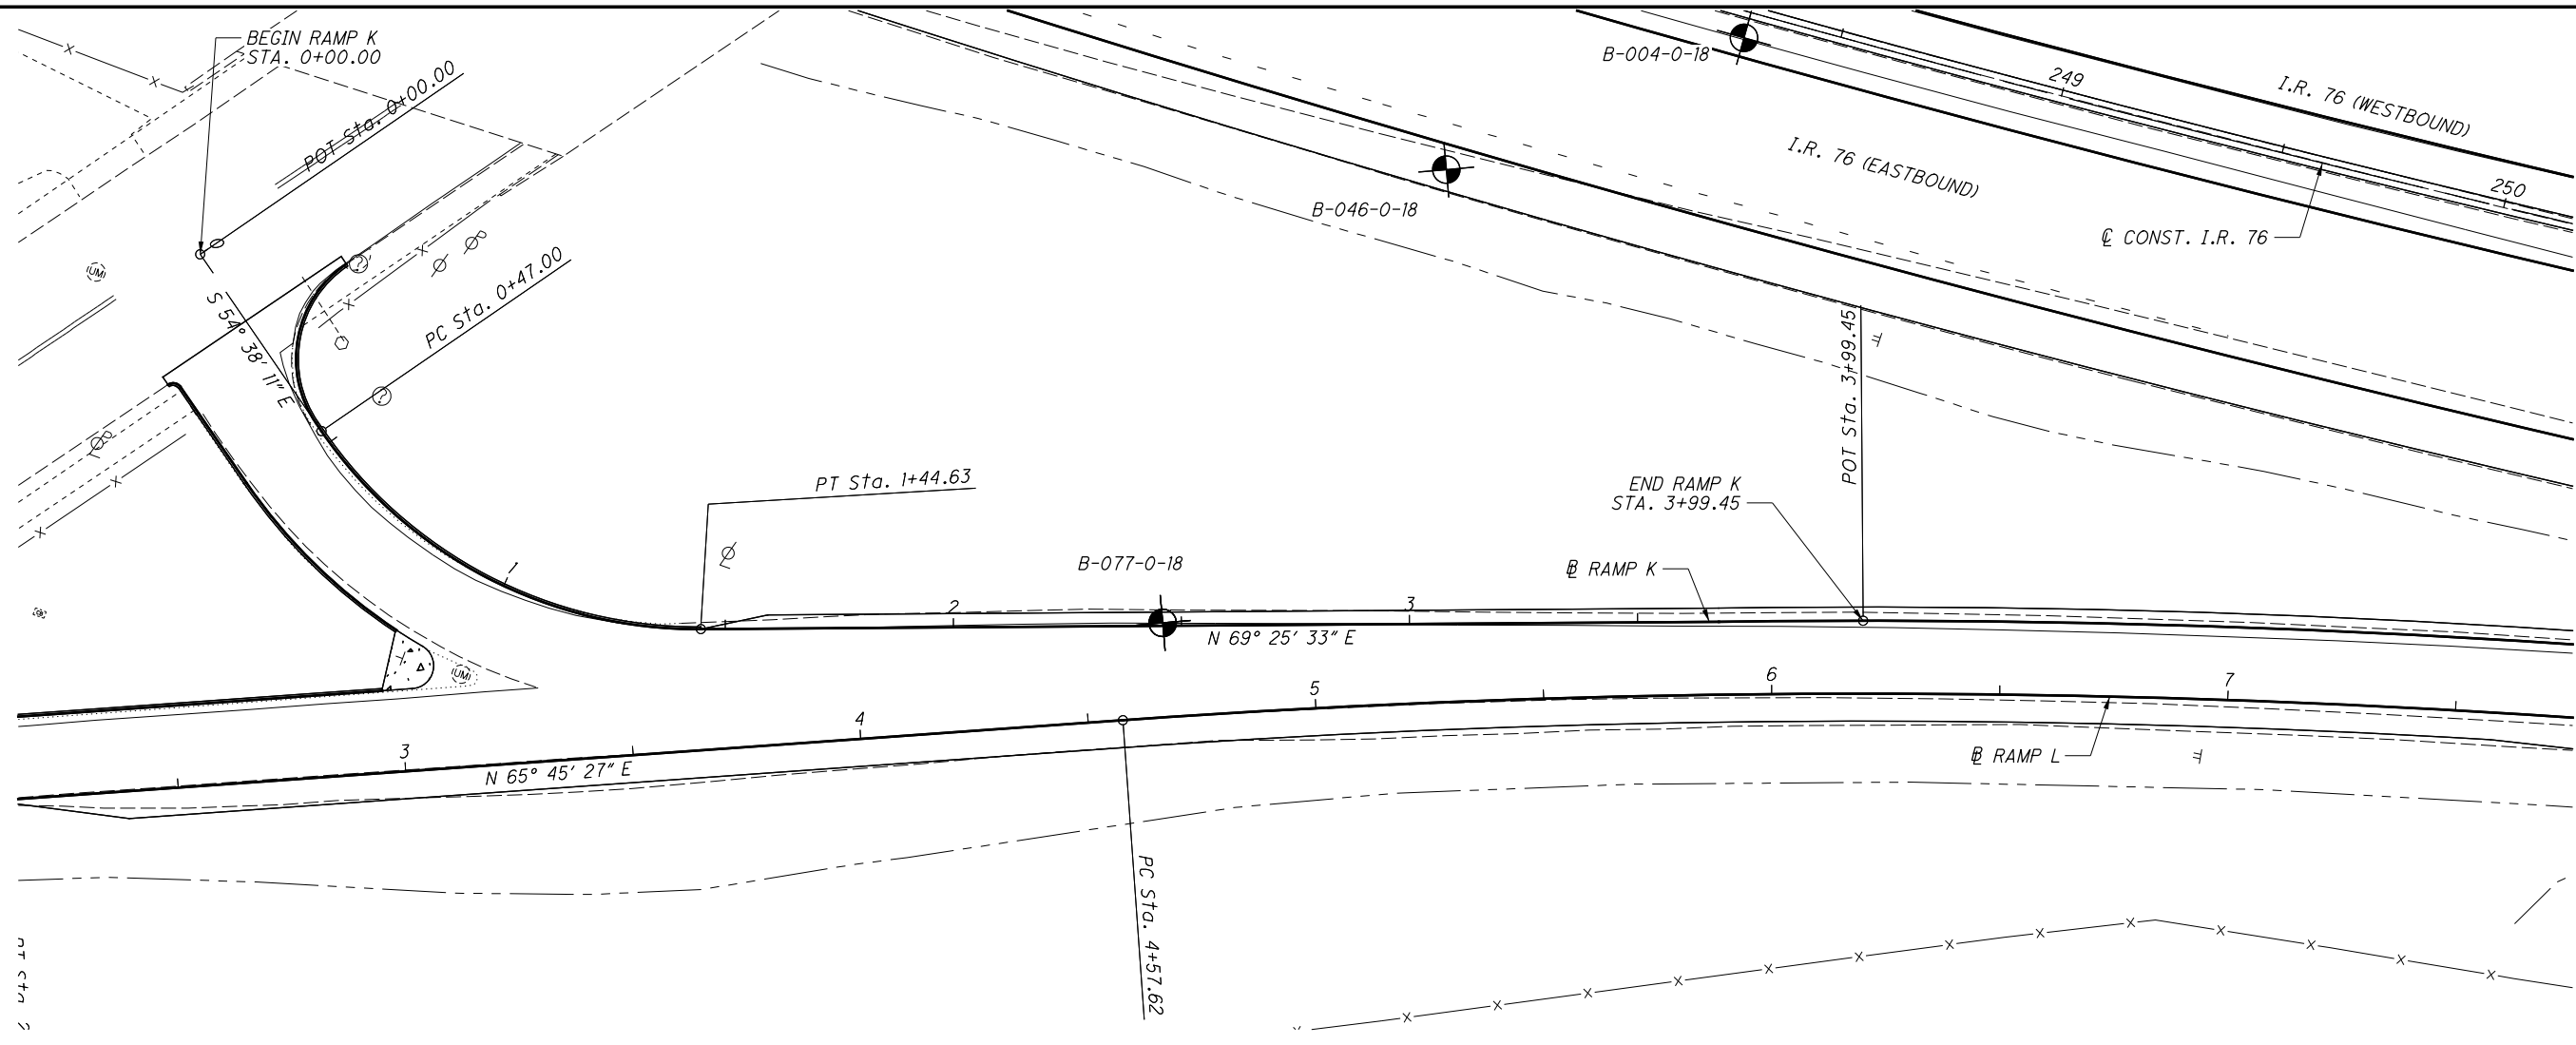 BEGIN RAMP K
STA. 0+00.00
POT Sta. 0+00.00
B-004-0-18
249
I.R. 76 (WESTBOUND)
I.R. 76 (EASTBOUND)
250
B-046-0-18
℄ CONST. I.R. 76
0
UMI
?
PC Sta. 0+47.00
S 54° 38' 11" E
?
POT Sta. 3+99.45
PT Sta. 1+44.63
END RAMP K
STA. 3+99.45
B-077-0-18
RAMP K
1
2
3
N 69° 25' 33" E
UMI
3
4
5
6
7
N 65° 45' 27" E
RAMP L
PC Sta. 4+57.62